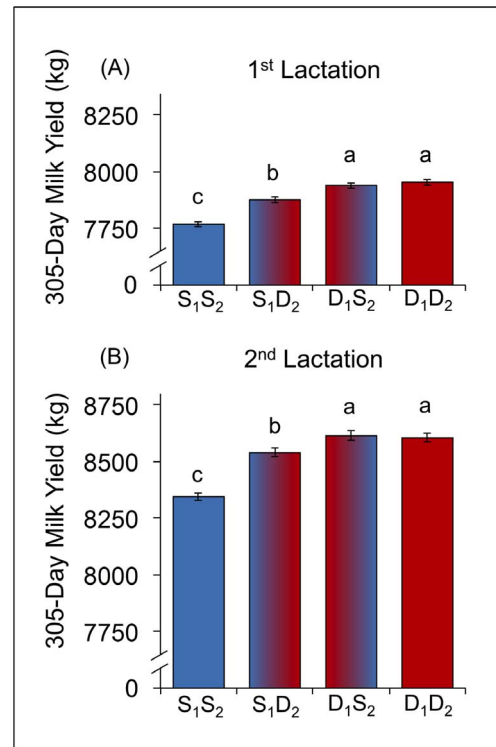 (A)
1st Lactation
305-Day Milk Yield (kg)
8250
8000
7750
0
c
b
a
a
S₁S₂
S₁D₂
D₁S₂
D₁D₂
(B)
2nd Lactation
305-Day Milk Yield (kg)
8750
8500
8250
8000
7750
0
c
b
a
a
S₁S₂
S₁D₂
D₁S₂
D₁D₂